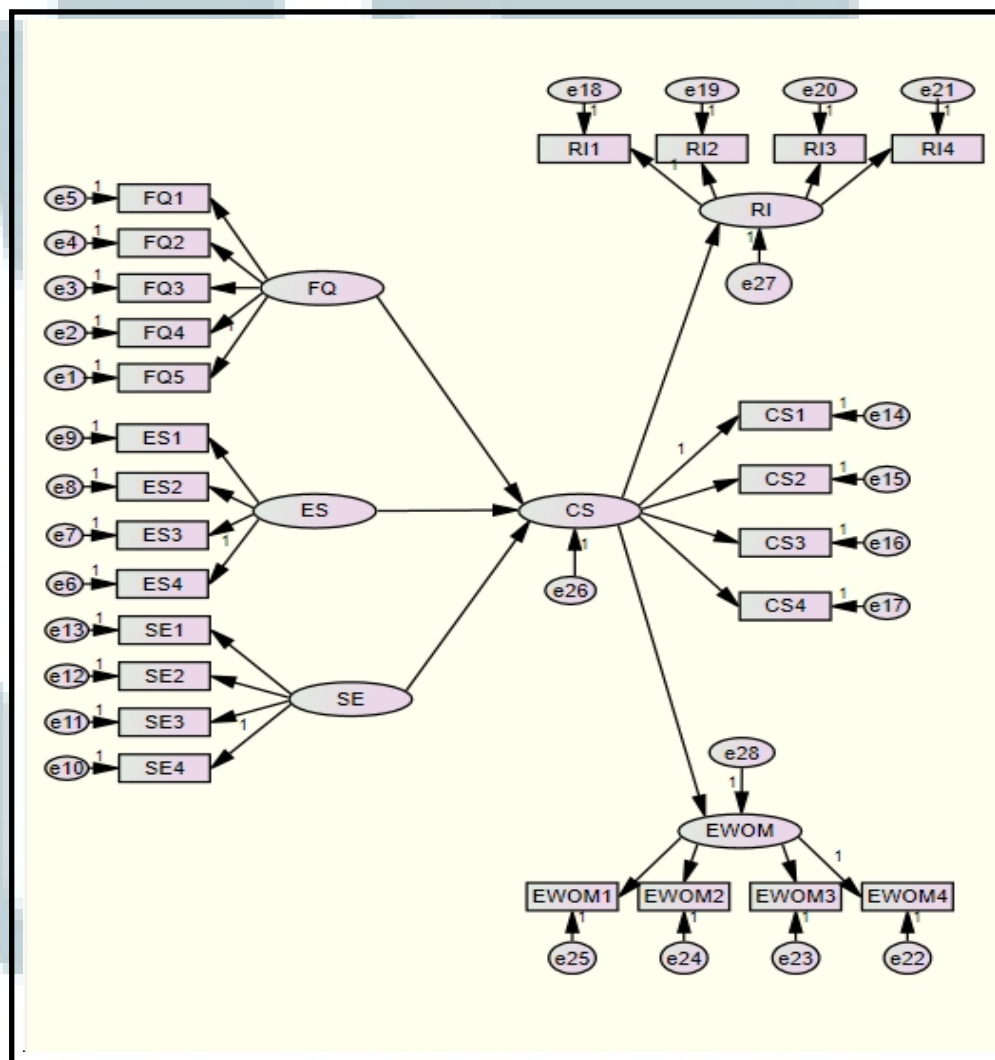 e18 e19 e20 e21
1 1 1 1
RI1 RI2 RI3 RI4
1
RI
1
e27
e5 1 FQ1
e4 1 FQ2
e3 1 FQ3
e2 1 FQ4
e1 1 FQ5
1
FQ
e9 1 ES1
e8 1 ES2
e7 1 ES3
e6 1 ES4
1
ES
e13 1 SE1
e12 1 SE2
e11 1 SE3
e10 1 SE4
1
SE
CS
1
e26
1
CS1 1 e14
CS2 1 e15
CS3 1 e16
CS4 1 e17
e28
1
EWOM
1
EWOM1 EWOM2 EWOM3 EWOM4
1 1 1 1
e25 e24 e23 e22